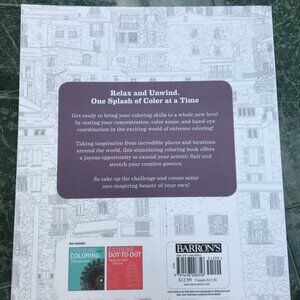 Relax and Unwind,
One Splash of Color at a Time
Get ready to bring your coloring skills to a whole new level
by testing your concentration, color sense, and hand-eye
coordination in the exciting world of extreme coloring!
Taking inspiration from incredible places and locations
around the world, this stimulating coloring book offers
a joyous opportunity to extend your artistic flair and
stretch your creative powers.
So take up the challenge and create some
awe-inspiring beauty of your own!
Also available:
EXTREME
COLORING
EXTREME
DOT-TO-DOT
BARRON'S
$12.99